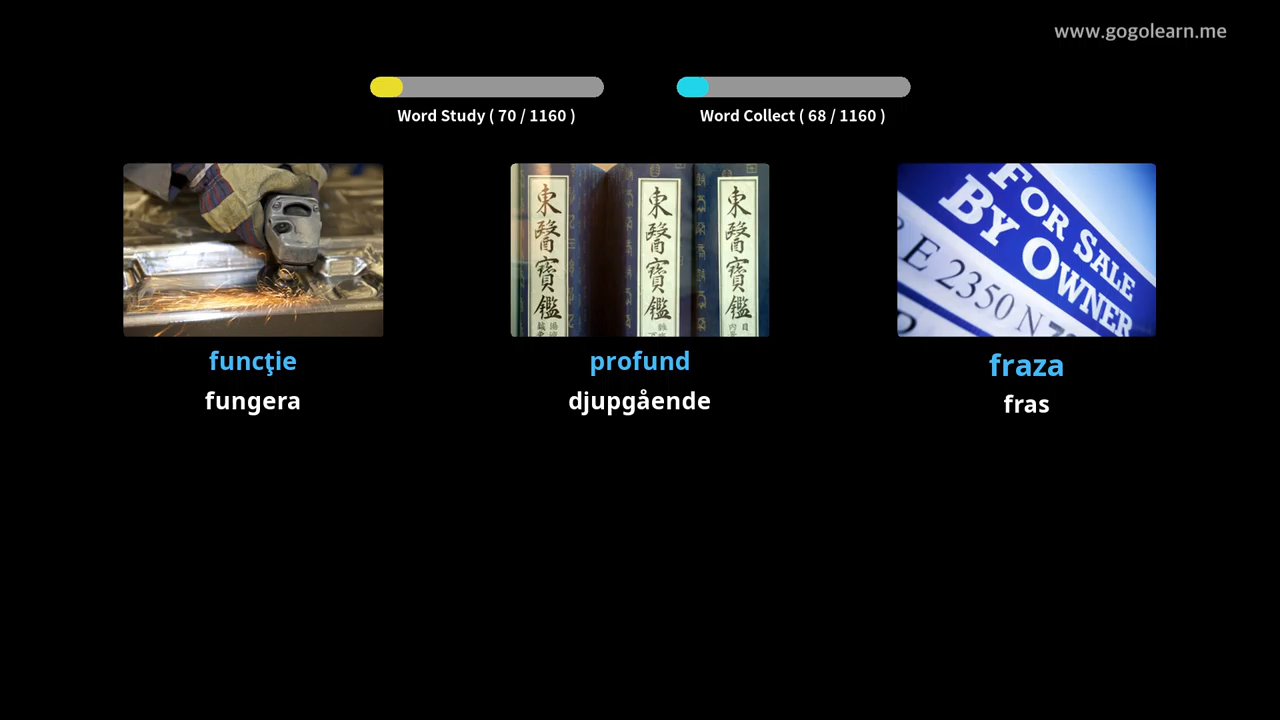 www.gogolearn.me
Word Study ( 70 / 1160 )
Word Collect ( 68 / 1160 )
東醫寶鑑
東醫寶鑑
東醫寶鑑
FOR SALE
BY OWNER
E 2350 N
funcţie
profund
fraza
fungera
djupgående
fras